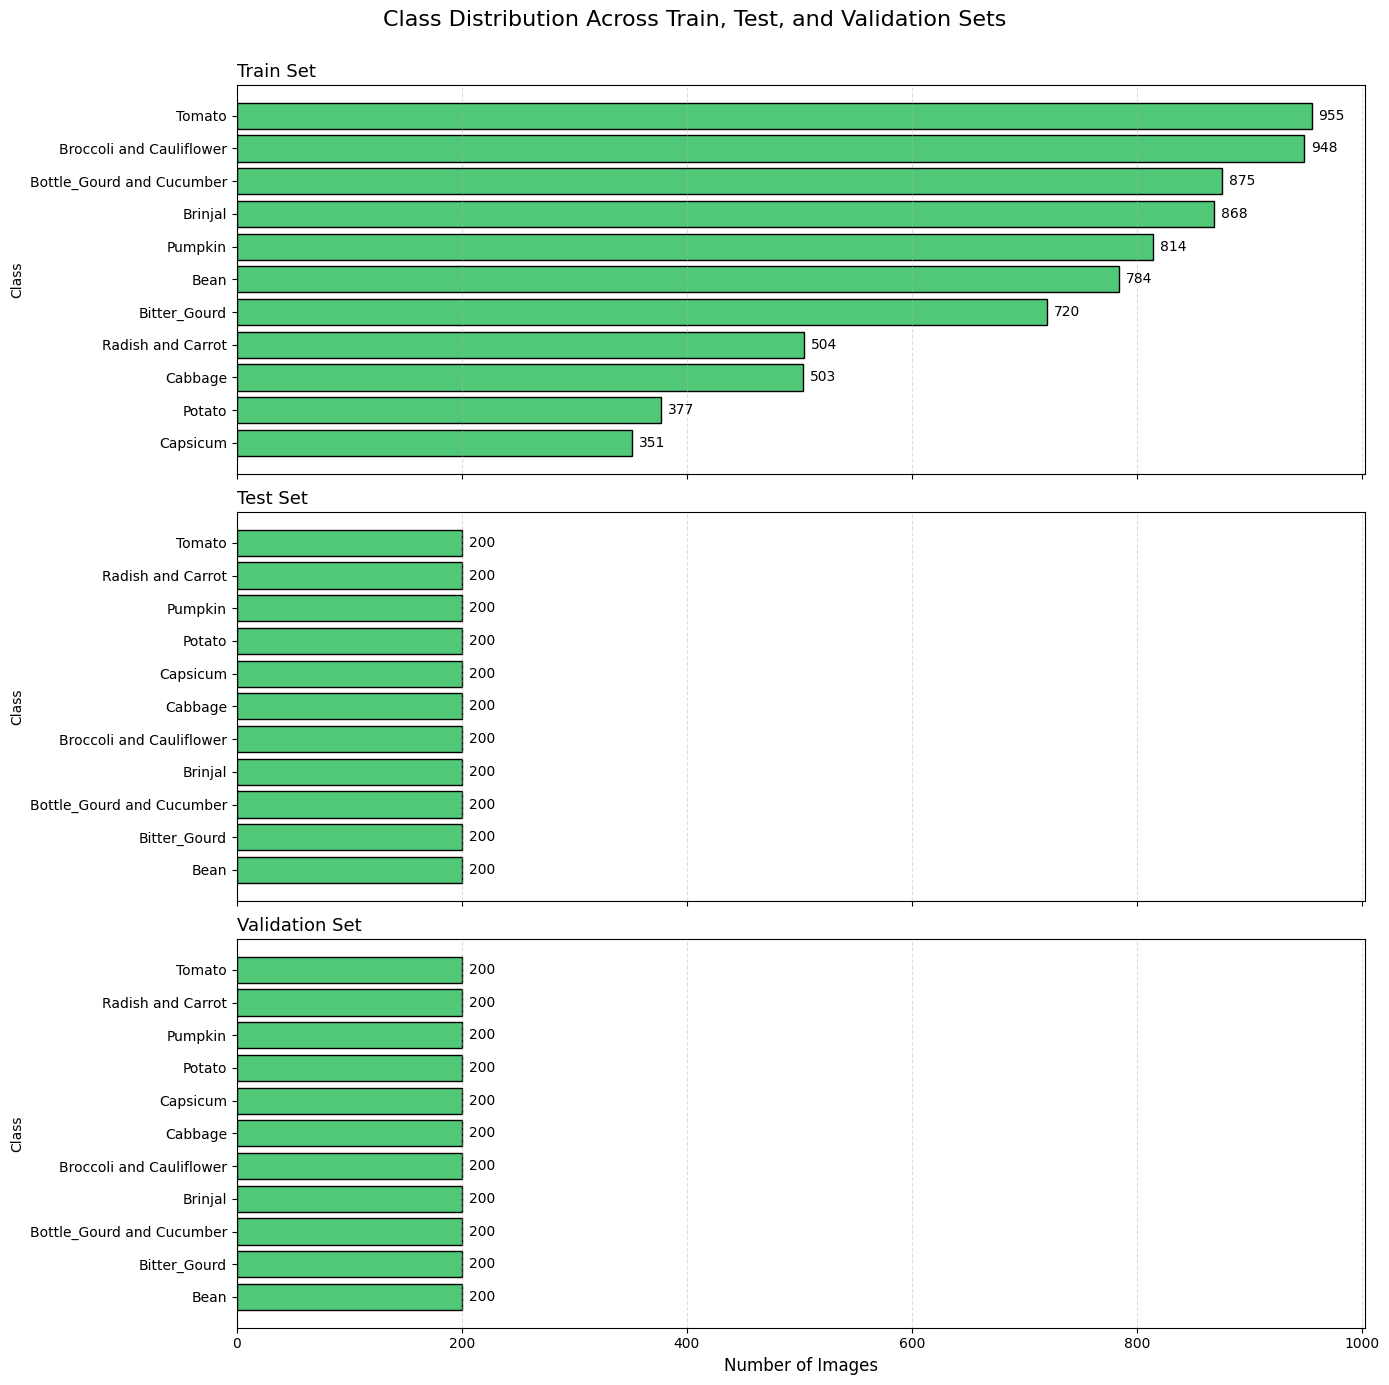 Class Distribution Across Train, Test, and Validation Sets
Train Set
Class
Tomato 955
Broccoli and Cauliflower 948
Bottle_Gourd and Cucumber 875
Brinjal 868
Pumpkin 814
Bean 784
Bitter_Gourd 720
Radish and Carrot 504
Cabbage 503
Potato 377
Capsicum 351
Test Set
Class
Tomato 200
Radish and Carrot 200
Pumpkin 200
Potato 200
Capsicum 200
Cabbage 200
Broccoli and Cauliflower 200
Brinjal 200
Bottle_Gourd and Cucumber 200
Bitter_Gourd 200
Bean 200
Validation Set
Class
Tomato 200
Radish and Carrot 200
Pumpkin 200
Potato 200
Capsicum 200
Cabbage 200
Broccoli and Cauliflower 200
Brinjal 200
Bottle_Gourd and Cucumber 200
Bitter_Gourd 200
Bean 200
0 200 400 600 800 1000
Number of Images